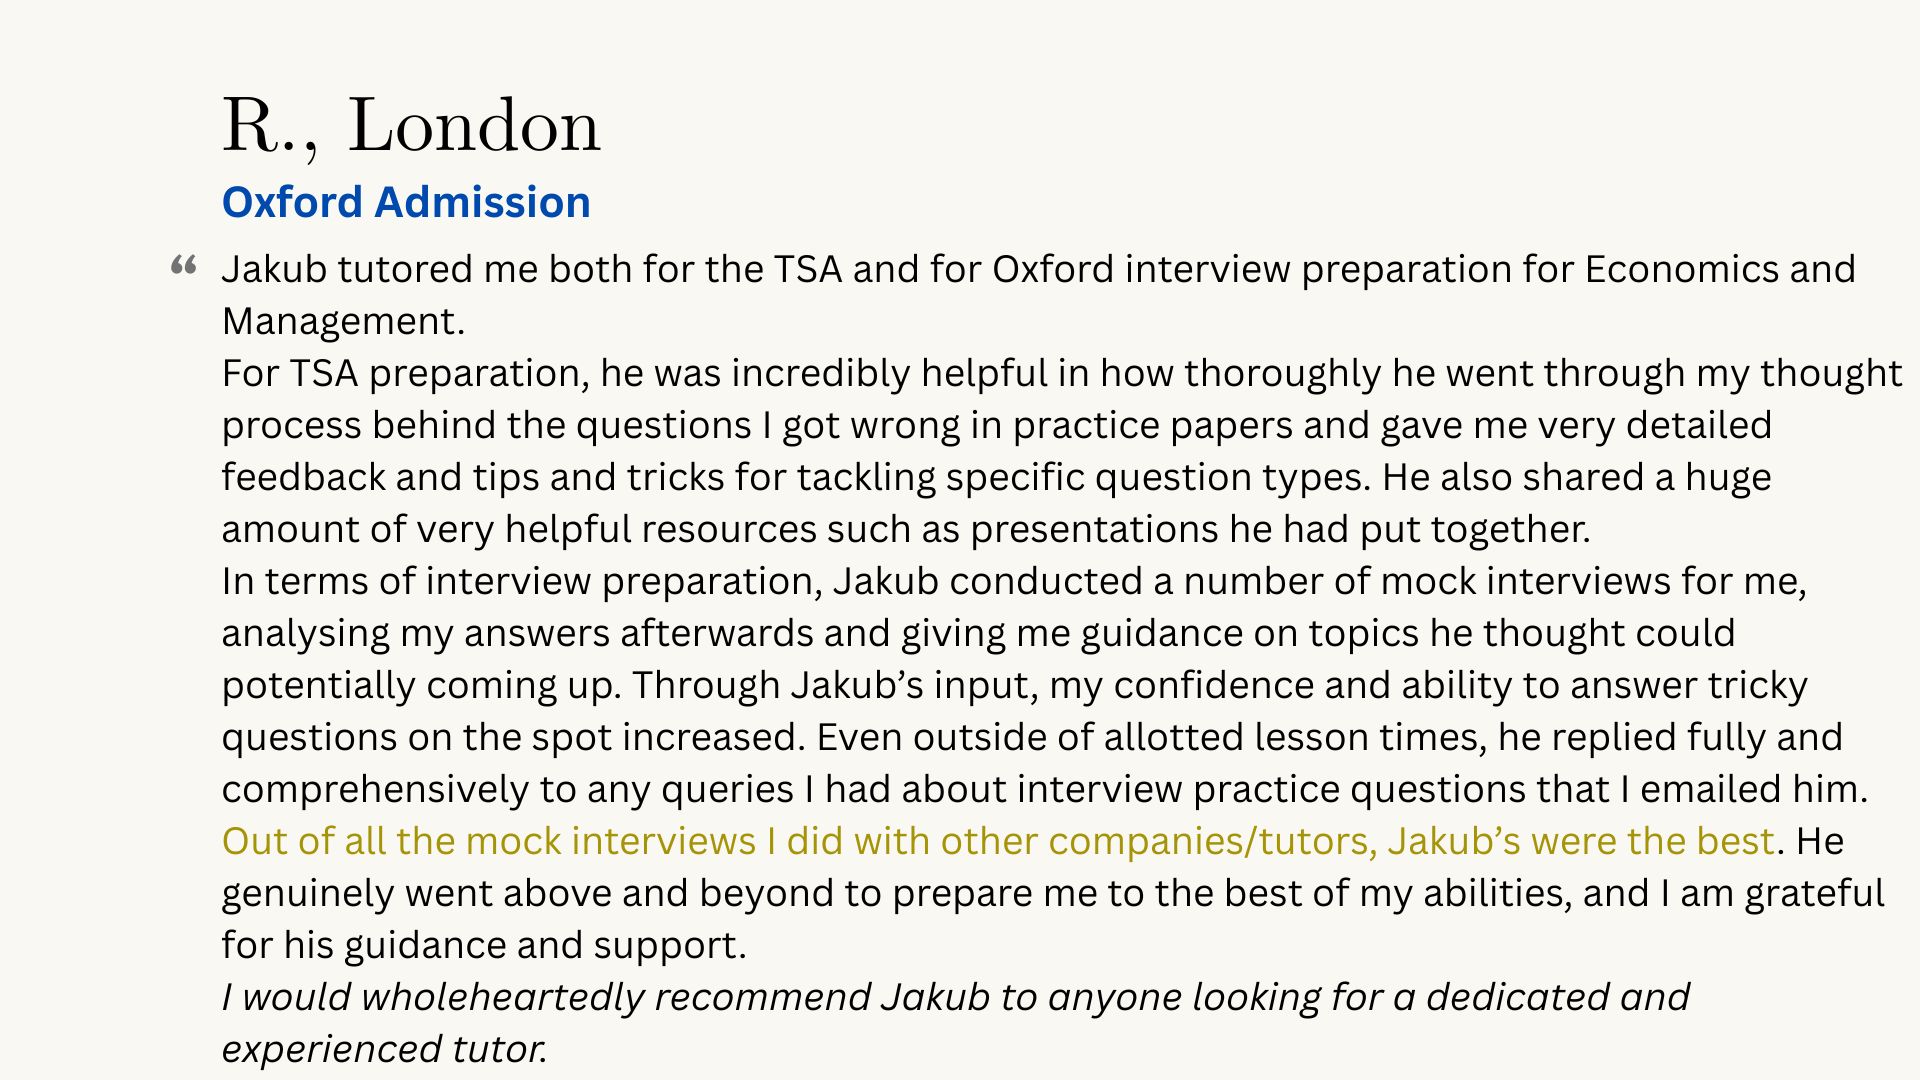 R., London
Oxford Admission
“ Jakub tutored me both for the TSA and for Oxford interview preparation for Economics and
Management.
For TSA preparation, he was incredibly helpful in how thoroughly he went through my thought
process behind the questions I got wrong in practice papers and gave me very detailed
feedback and tips and tricks for tackling specific question types. He also shared a huge
amount of very helpful resources such as presentations he had put together.
In terms of interview preparation, Jakub conducted a number of mock interviews for me,
analysing my answers afterwards and giving me guidance on topics he thought could
potentially coming up. Through Jakub’s input, my confidence and ability to answer tricky
questions on the spot increased. Even outside of allotted lesson times, he replied fully and
comprehensively to any queries I had about interview practice questions that I emailed him.
Out of all the mock interviews I did with other companies/tutors, Jakub’s were the best. He
genuinely went above and beyond to prepare me to the best of my abilities, and I am grateful
for his guidance and support.
I would wholeheartedly recommend Jakub to anyone looking for a dedicated and
experienced tutor.